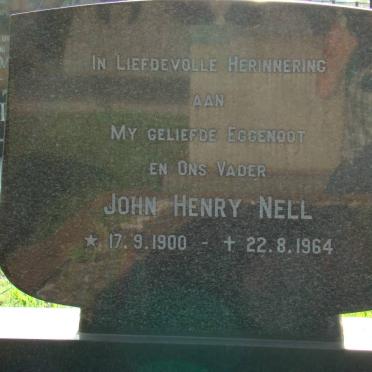 In Liefdevolle Herinnering
aan
My geliefde Eggenoot
en Ons Vader
John Henry Nell
★ 17.9.1900 - ✝ 22.8.1964